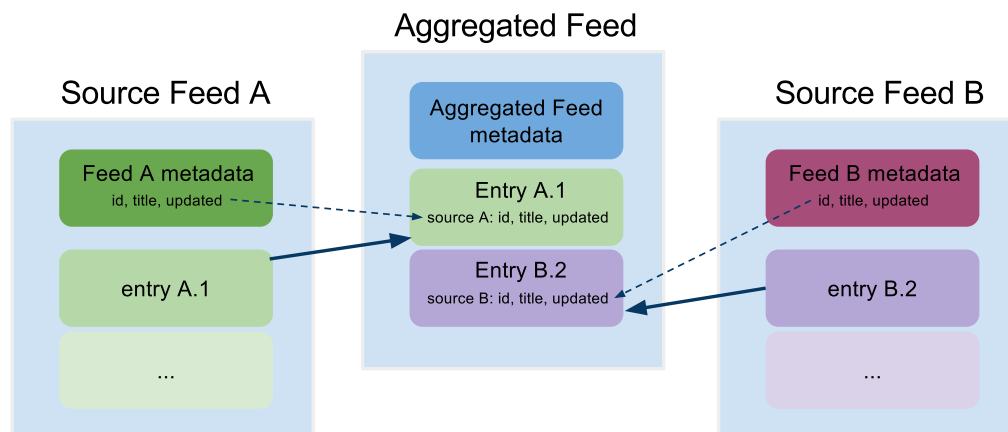 Aggregated Feed
Source Feed A
Source Feed B
Feed A metadata
id, title, updated
entry A.1
...
Aggregated Feed
metadata
Entry A.1
source A: id, title, updated
Entry B.2
source B: id, title, updated
Feed B metadata
id, title, updated
entry B.2
...